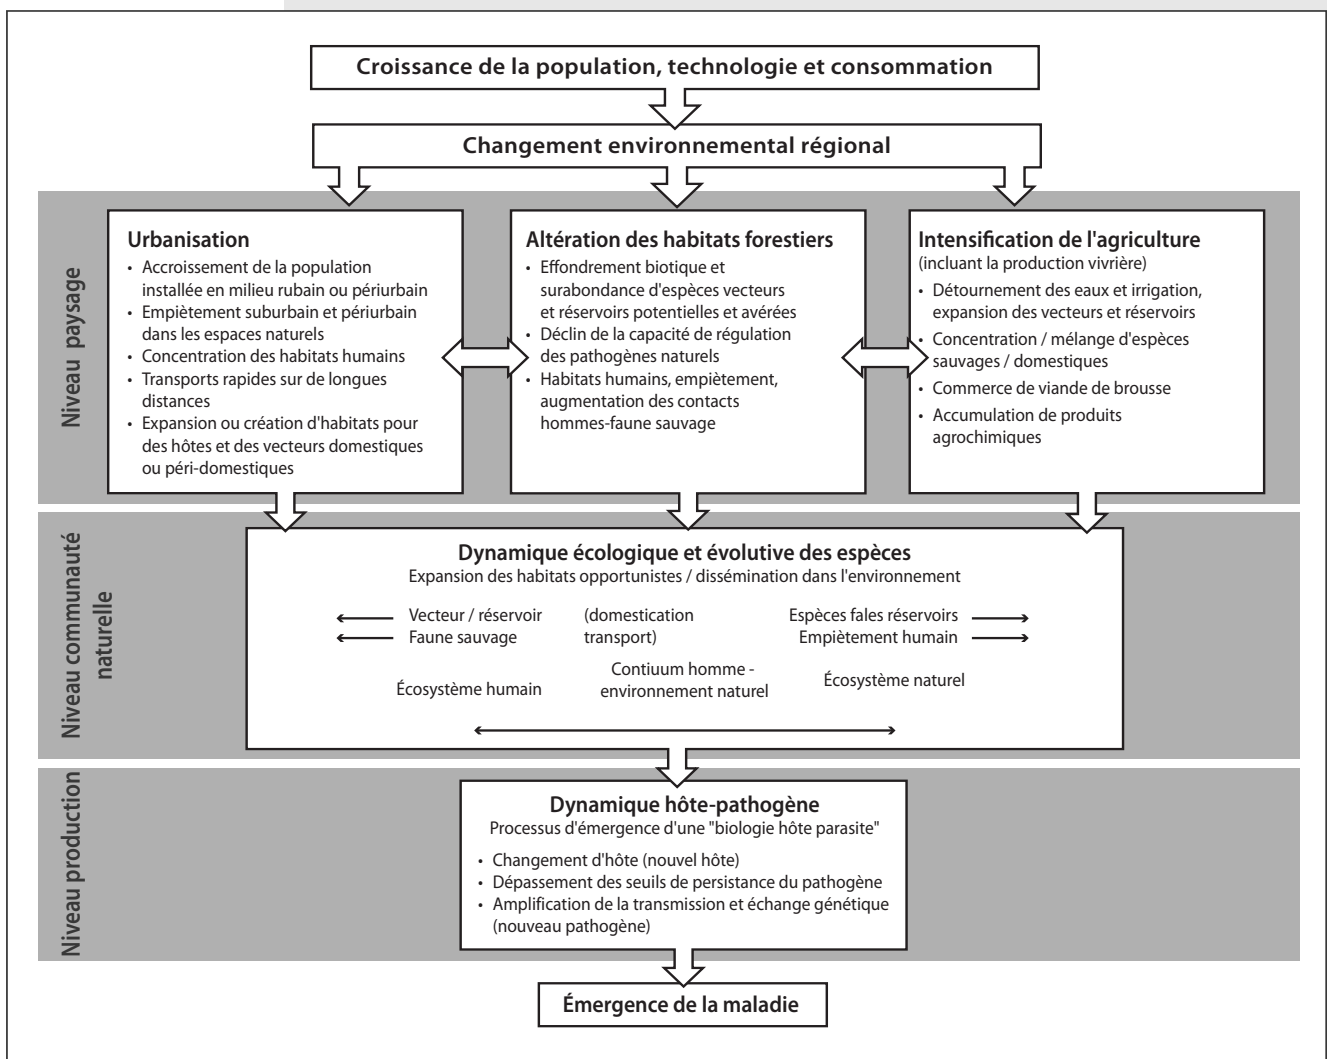 Croissance de la population, technologie et consommation
Changement environnemental régional
Niveau paysage
Urbanisation
• Accroissement de la population
installée en milieu rubain ou périurbain
• Empiètement suburbain et périurbain
dans les espaces naturels
• Concentration des habitats humains
• Transports rapides sur de longues
distances
• Expansion ou création d'habitats pour
des hôtes et des vecteurs domestiques
ou péri-domestiques
Altération des habitats forestiers
• Effondrement biotique et
surabondance d'espèces vecteurs
et réservoirs potentielles et avérées
• Déclin de la capacité de régulation
des pathogènes naturels
• Habitats humains, empiètement,
augmentation des contacts
hommes-faune sauvage
Intensification de l'agriculture
(incluant la production vivrière)
• Détournement des eaux et irrigation,
expansion des vecteurs et réservoirs
• Concentration / mélange d'espèces
sauvages / domestiques
• Commerce de viande de brousse
• Accumulation de produits
agrochimiques
Niveau communauté
naturelle
Dynamique écologique et évolutive des espèces
Expansion des habitats opportunistes / dissémination dans l'environnement
Vecteur / réservoir (domestication Espèces fales réservoirs
Faune sauvage transport) Empiètement humain
Écosystème humain
Contiuum homme -
environnement naturel
Écosystème naturel
Niveau production
Dynamique hôte-pathogène
Processus d'émergence d'une "biologie hôte parasite"
• Changement d'hôte (nouvel hôte)
• Dépassement des seuils de persistance du pathogène
• Amplification de la transmission et échange génétique
(nouveau pathogène)
Émergence de la maladie